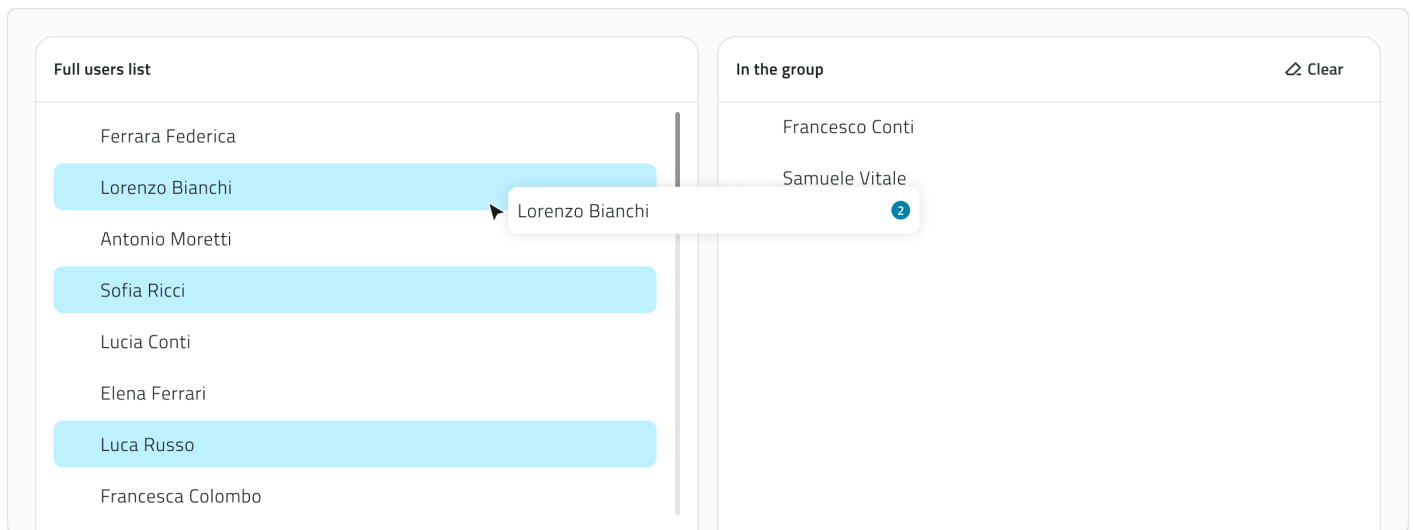 Full users list
Ferrara Federica
Lorenzo Bianchi
Antonio Moretti
Sofia Ricci
Lucia Conti
Elena Ferrari
Luca Russo
Francesca Colombo
Lorenzo Bianchi 2
In the group
Clear
Francesco Conti
Samuele Vitale